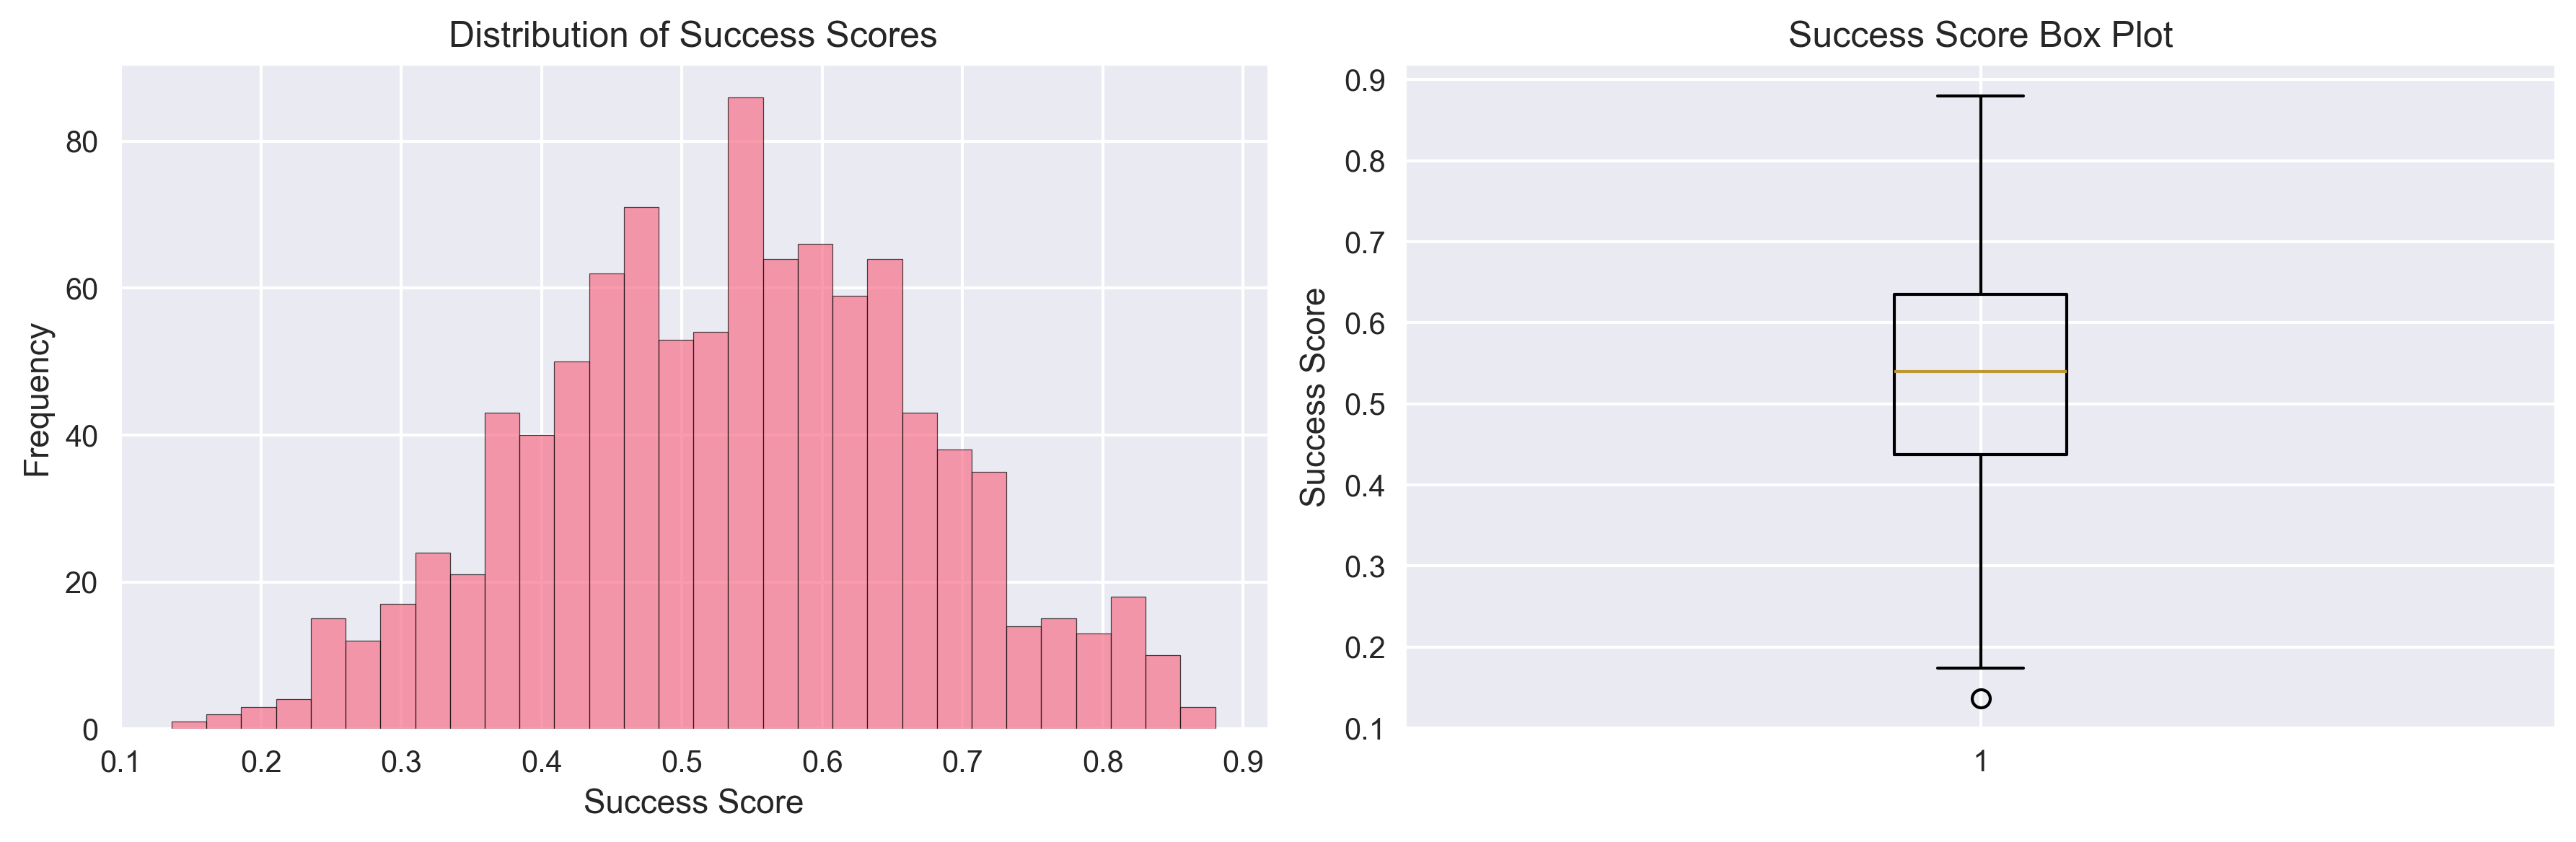 Distribution of Success Scores
80
60
40
20
0
Frequency
0.1 0.2 0.3 0.4 0.5 0.6 0.7 0.8 0.9
Success Score
Success Score Box Plot
0.9
0.8
0.7
0.6
0.5
0.4
0.3
0.2
0.1
Success Score
1